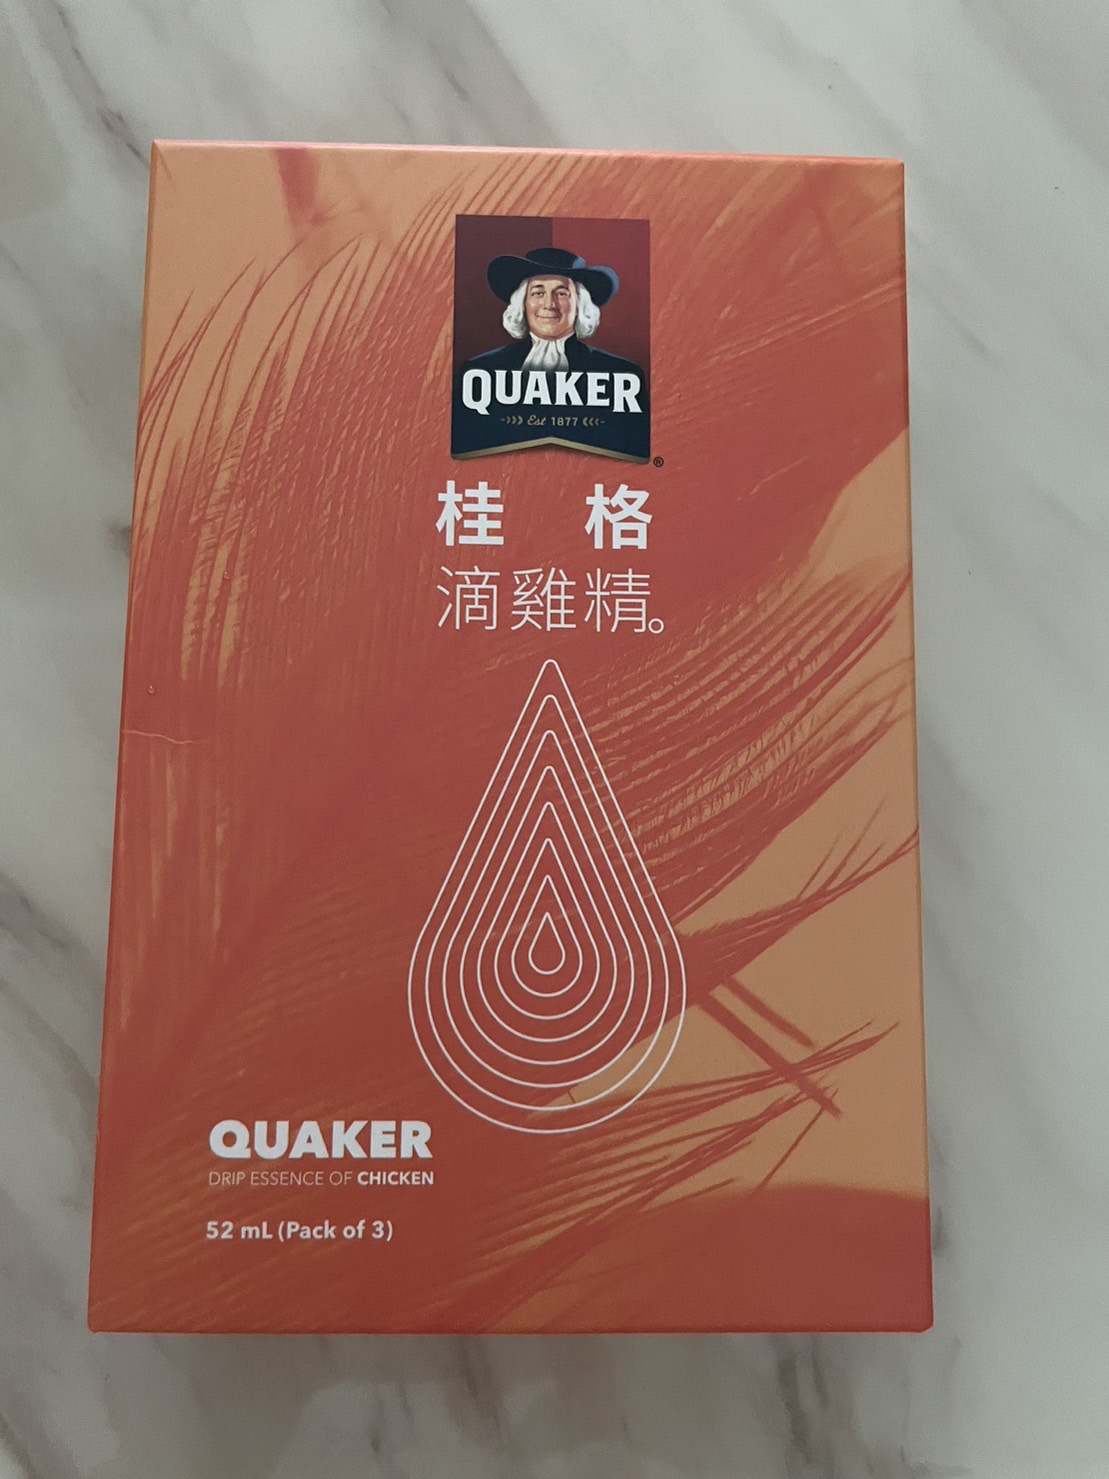 QUAKER
Est 1877
®
桂格
滴雞精。
QUAKER
DRIP ESSENCE OF CHICKEN
52 mL (Pack of 3)